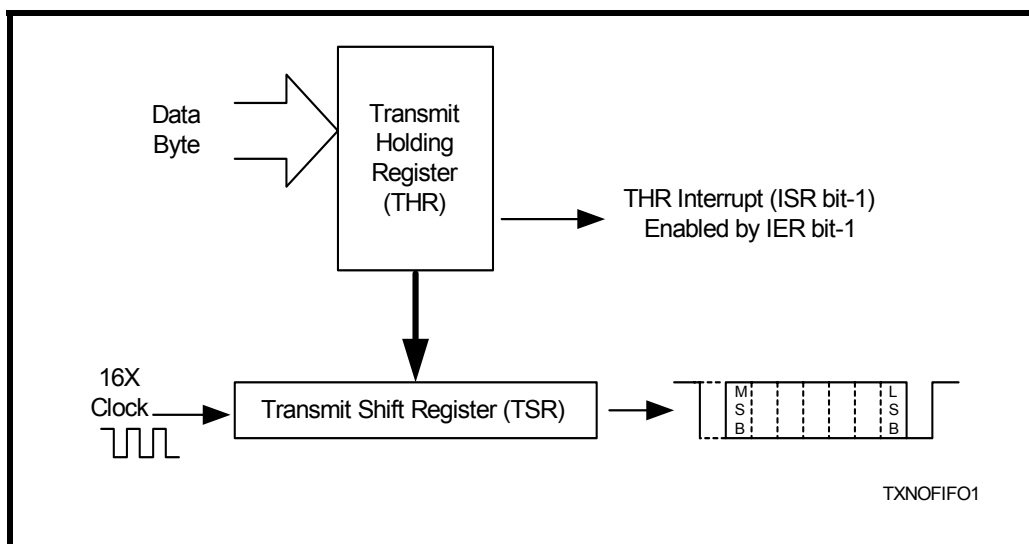 Data
Byte
Transmit
Holding
Register
(THR)
THR Interrupt (ISR bit-1)
Enabled by IER bit-1
16X
Clock
Transmit Shift Register (TSR)
M
S
B
L
S
B
TXNOFIFO1